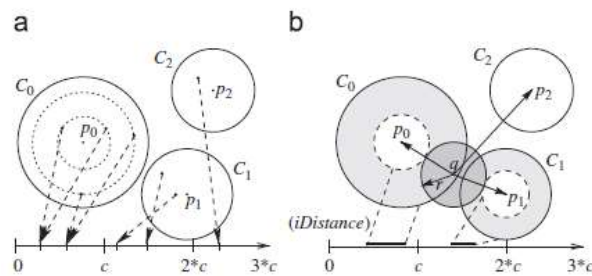 a
b
C₂
C₂
C₀
C₀
p₂
p₂
p₀
p₀
q
C₁
C₁
r
p₁
p₁
(iDistance)
0 c 2*c 3*c
0 c 2*c 3*c